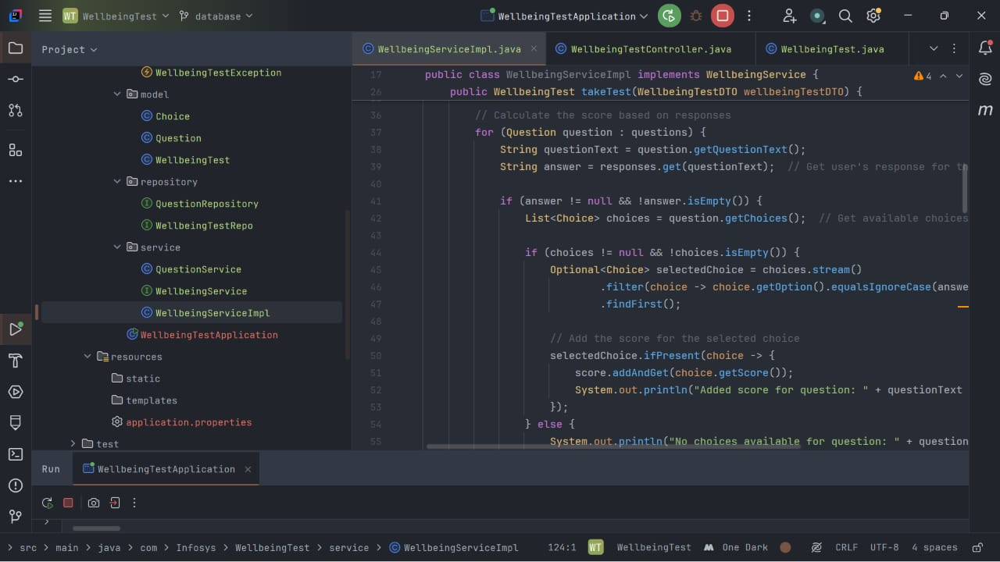 WT WellbeingTest database WellbeingTestApplication
Project
WellbeingServiceImpl.java WellbeingTestController.java WellbeingTest.java
WellbeingTestException
model
Choice
Question
WellbeingTest
repository
QuestionRepository
WellbeingTestRepo
service
QuestionService
WellbeingService
WellbeingServiceImpl
WellbeingTestApplication
resources
static
templates
application.properties
test
17 public class WellbeingServiceImpl implements WellbeingService { 4
26 public WellbeingTest takeTest(WellbeingTestDTO wellbeingTestDTO) {
36 // Calculate the score based on responses
37 for (Question question : questions) {
38 String questionText = question.getQuestionText();
39 String answer = responses.get(questionText); // Get user's response for th
40
41 if (answer != null && !answer.isEmpty()) {
42 List<Choice> choices = question.getChoices(); // Get available choices
43
44 if (choices != null && !choices.isEmpty()) {
45 Optional<Choice> selectedChoice = choices.stream()
46 .filter(choice -> choice.getOption().equalsIgnoreCase(answe
47 .findFirst();
48
49 // Add the score for the selected choice
50 selectedChoice.ifPresent(choice -> {
51 score.addAndGet(choice.getScore());
52 System.out.println("Added score for question: " + questionText
53 });
54 } else {
55 System.out.println("No choices available for question: " + question
m
Run WellbeingTestApplication
src > main > java > com > Infosys > WellbeingTest > service > WellbeingServiceImpl 124:1 WT WellbeingTest One Dark CRLF UTF-8 4 spaces